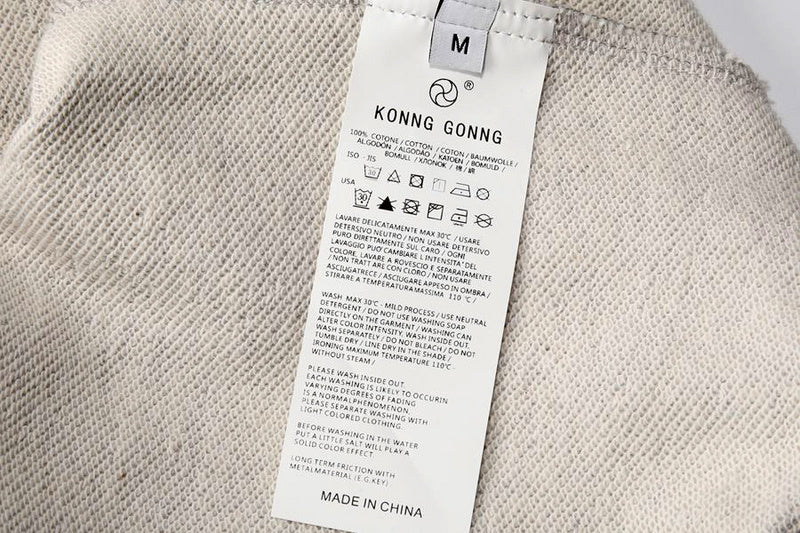 M
®
KONNG GONNG
100% COTONE / COTTON / COTON / BAUMWOLLE /
ALGODÓN / ALGODÃO / KATOEN / BOMULD /
BOMULL / ХЛОПОК / 棉 / 綿
ISO · JIS
30
USA
30
LAVARE DELICATAMENTE MAX 30℃ / USARE
DETERSIVO NEUTRO / NON USARE DETERSIVO
PURO DIRETTAMENTE SUL CARO / OGNI
LAVAGGIO PUO' CAMBIARE L'INTENSITA' DEL
COLORE, LAVARE A ROVESCIO E SEPARATAMENTE
/ NON TRATTARE CON CLORO / NON USARE
ASCIUGATRECE / ASCIUGARE APPESO IN OMBRA /
STIRARE A TEMPERATURA MASSIMA 110 ℃ /
WASH MAX 30℃ - MILD PROCESS / USE NEUTRAL
DETERGENT / DO NOT USE WASHING SOAP
DIRECTLY ON THE GARMENT / WASHING CAN
ALTER COLOR INTENSITY. WASH INSIDE OUT.
WASH SEPARATELY / DO NOT BLEACH / DO NOT
TUMBLE DRY / LINE DRY IN THE SHADE /
IRONING MAXIMUM TEMPERATURE 110℃ -
WITHOUT STEAM /
PLEASE WASH INSIDE OUT.
EACH WASHING IS LIKELY TO OCCURIN
VARYING DEGREES OF FADING
IS A NORMALPHENOMENON,
PLEASE SEPARATE WASHING WITH
LIGHT COLORED CLOTHING.
BEFORE WASHING IN THE WATER
PUT A LITTLE SALT WILL PLAY A
SOLID COLOR EFFECT.
LONG TERM FRICTION WITH
METALMATERIAL (E.G.KEY)
MADE IN CHINA